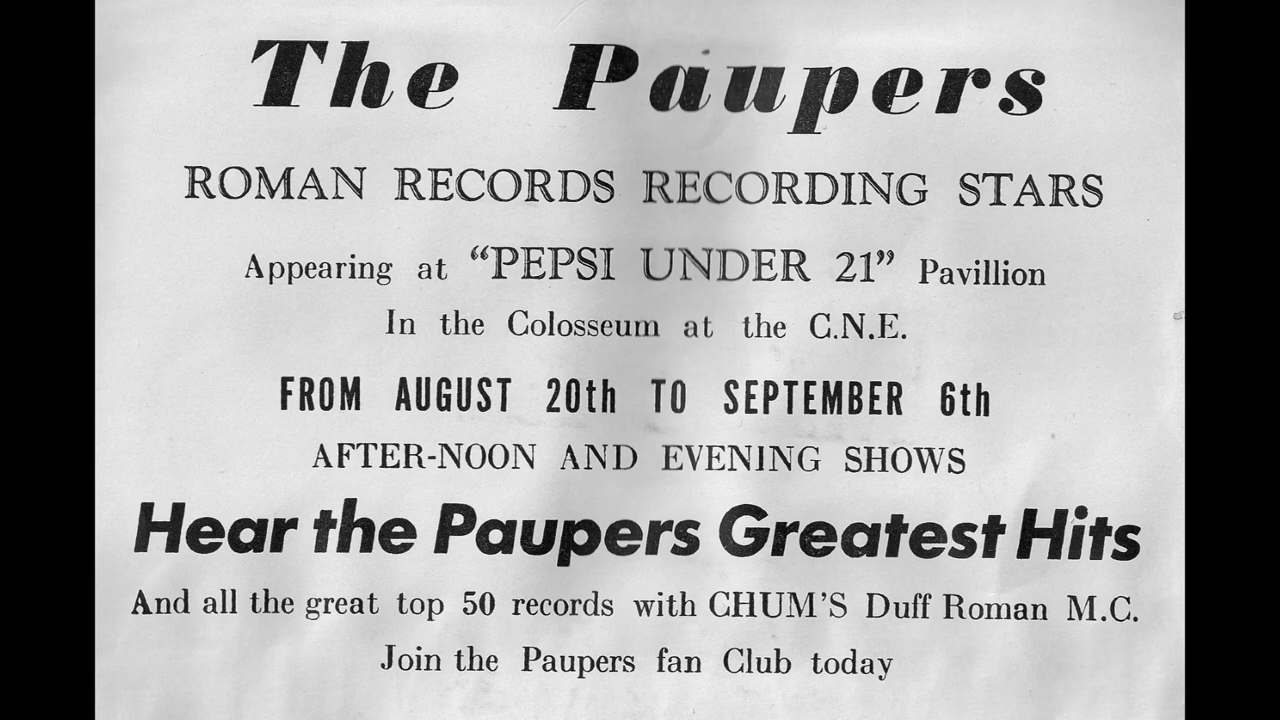 The Paupers
ROMAN RECORDS RECORDING STARS
Appearing at “PEPSI UNDER 21” Pavillion
In the Colosseum at the C.N.E.
FROM AUGUST 20th TO SEPTEMBER 6th
AFTER-NOON AND EVENING SHOWS
Hear the Paupers Greatest Hits
And all the great top 50 records with CHUM'S Duff Roman M.C.
Join the Paupers fan Club today